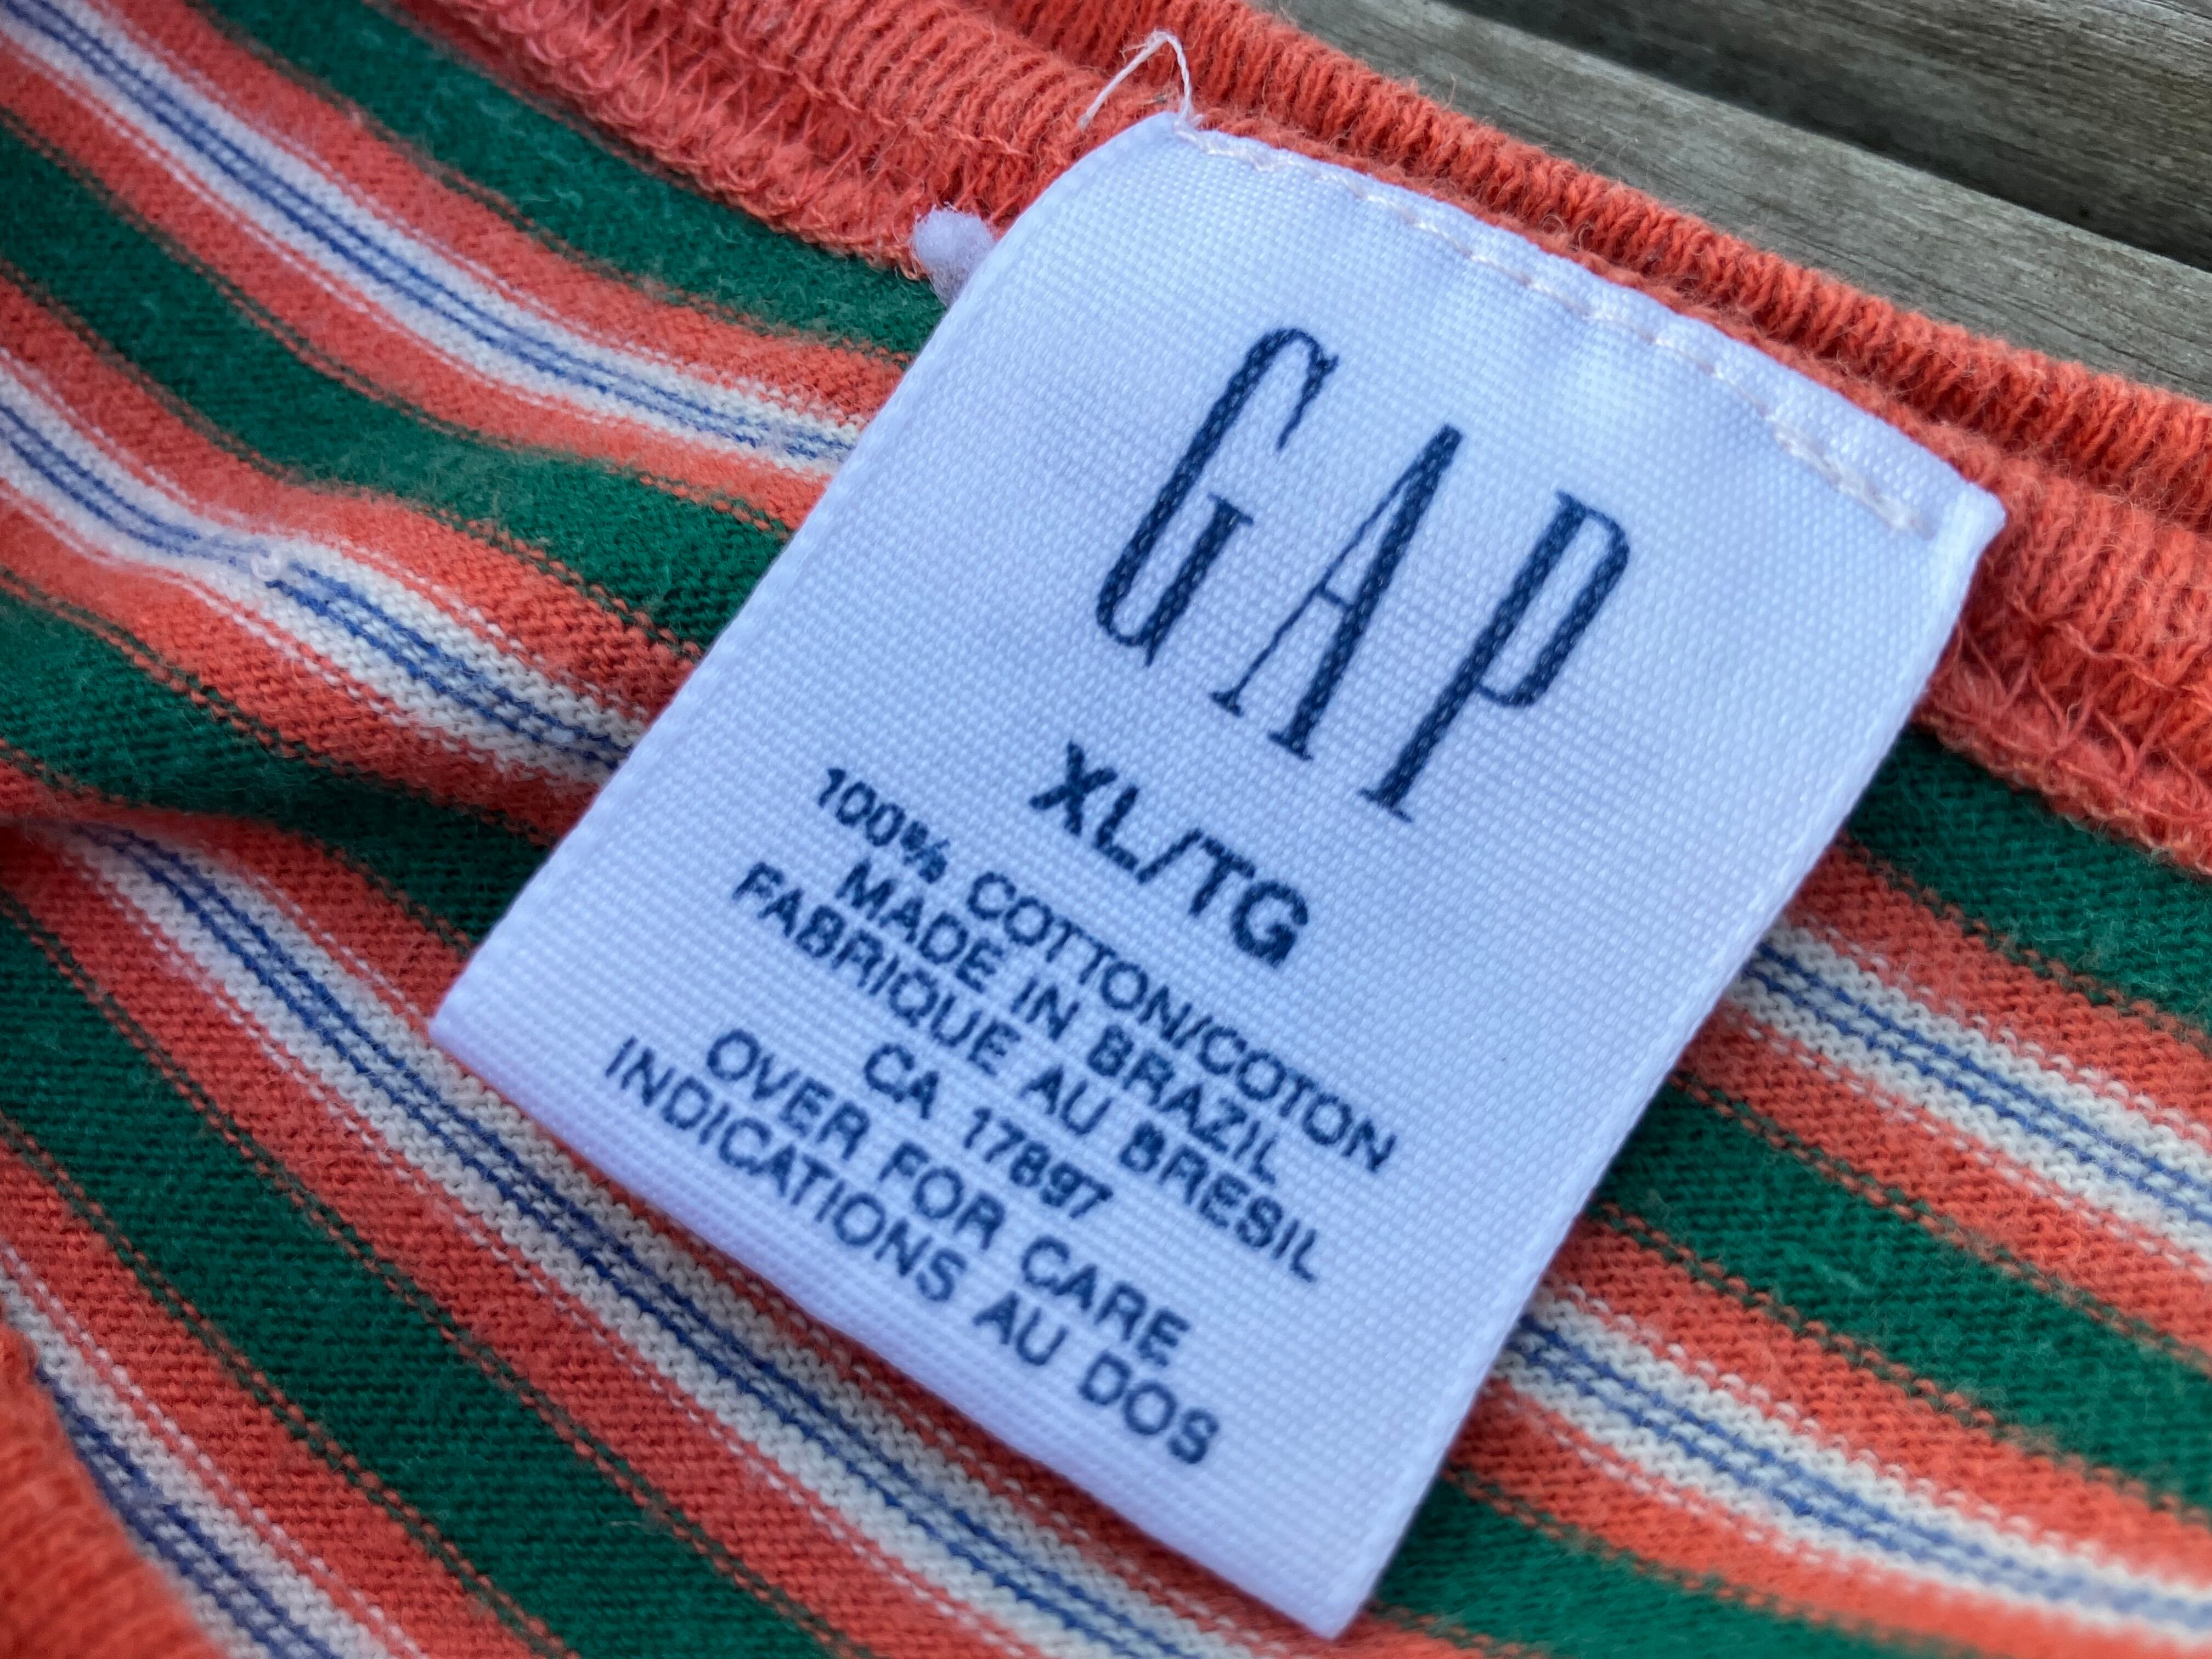 GAP
XL/TG
100% COTTON/COTON
MADE IN BRAZIL
FABRIQUE AU BRESIL
CA 17897
OVER FOR CARE
INDICATIONS AU DOS